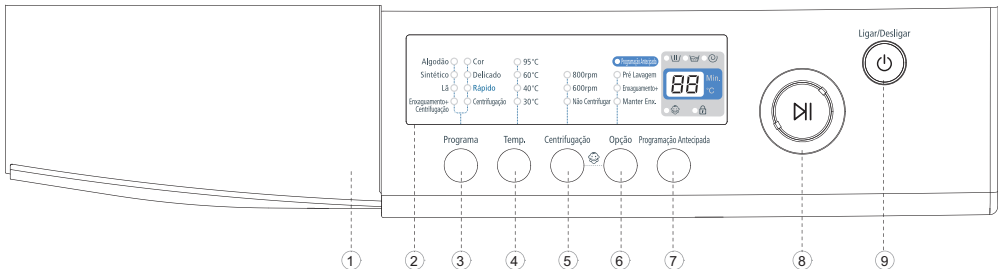 Ligar/Desligar
Algodão Cor 95°C Programação Antecipada
Sintético Delicado 60°C 800rpm Pré Lavagem
Lã Rápido 40°C 600rpm Enxaguamento+
Enxaguamento+ Centrifugação Centrifugação 30°C Não Centrifugar Manter Enx.
88 Min. °C
Programa Temp. Centrifugação Opção Programação Antecipada
1 2 3 4 5 6 7 8 9